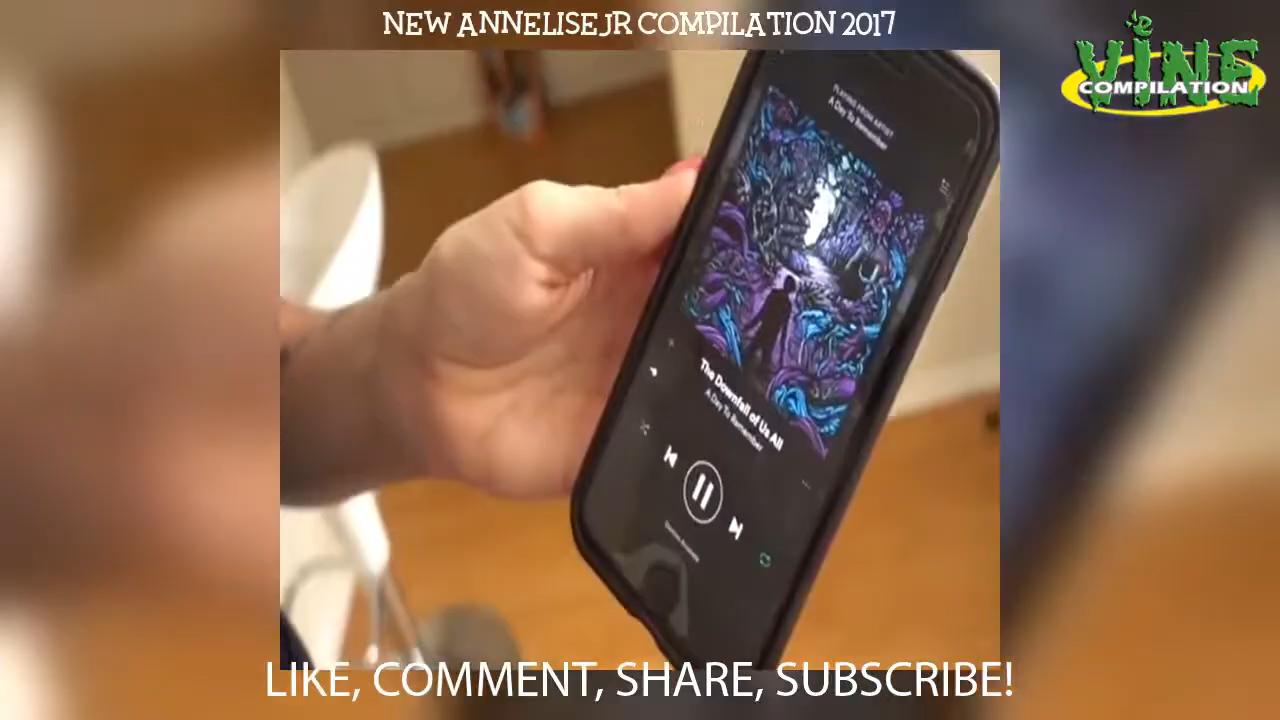 NEW ANNELISEJR COMPILATION 2017
VINE
COMPILATION
PLAYING FROM ARTIST
A Day To Remember
The Downfall of Us All
A Day To Remember
LIKE, COMMENT, SHARE, SUBSCRIBE!